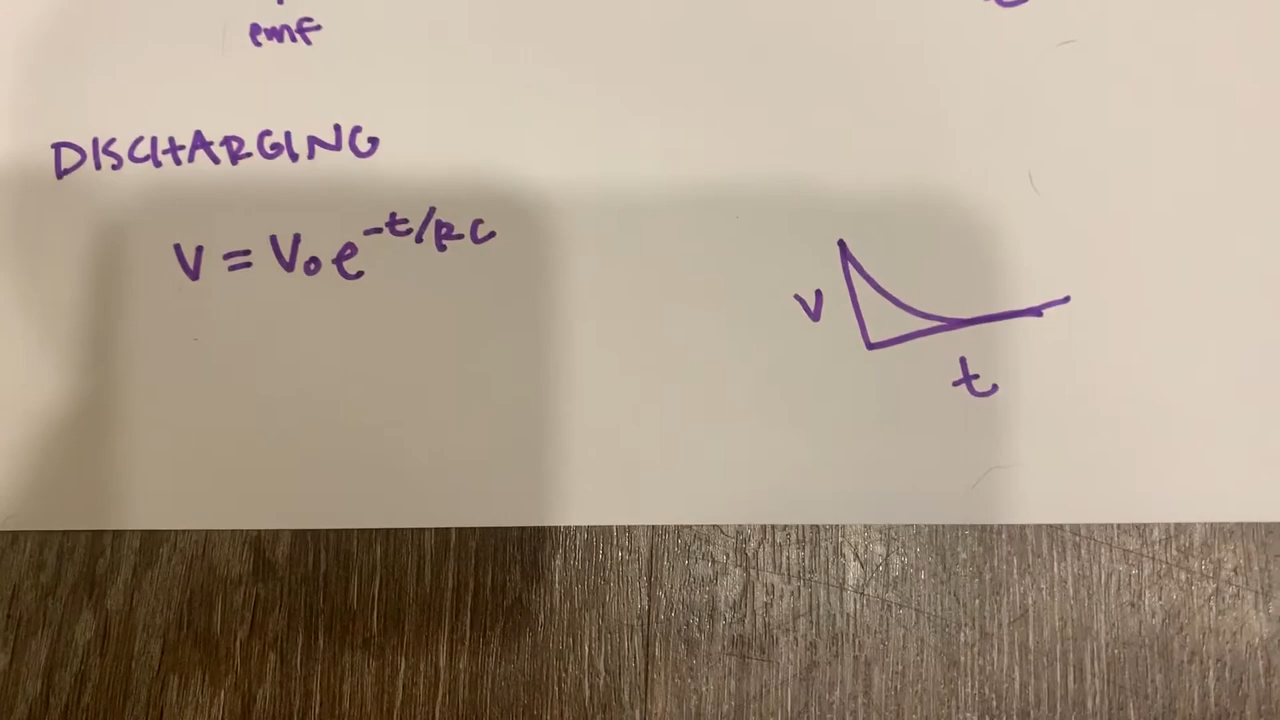 emf
DISCHARGING
V = V₀e^{-t/RC}
V
t